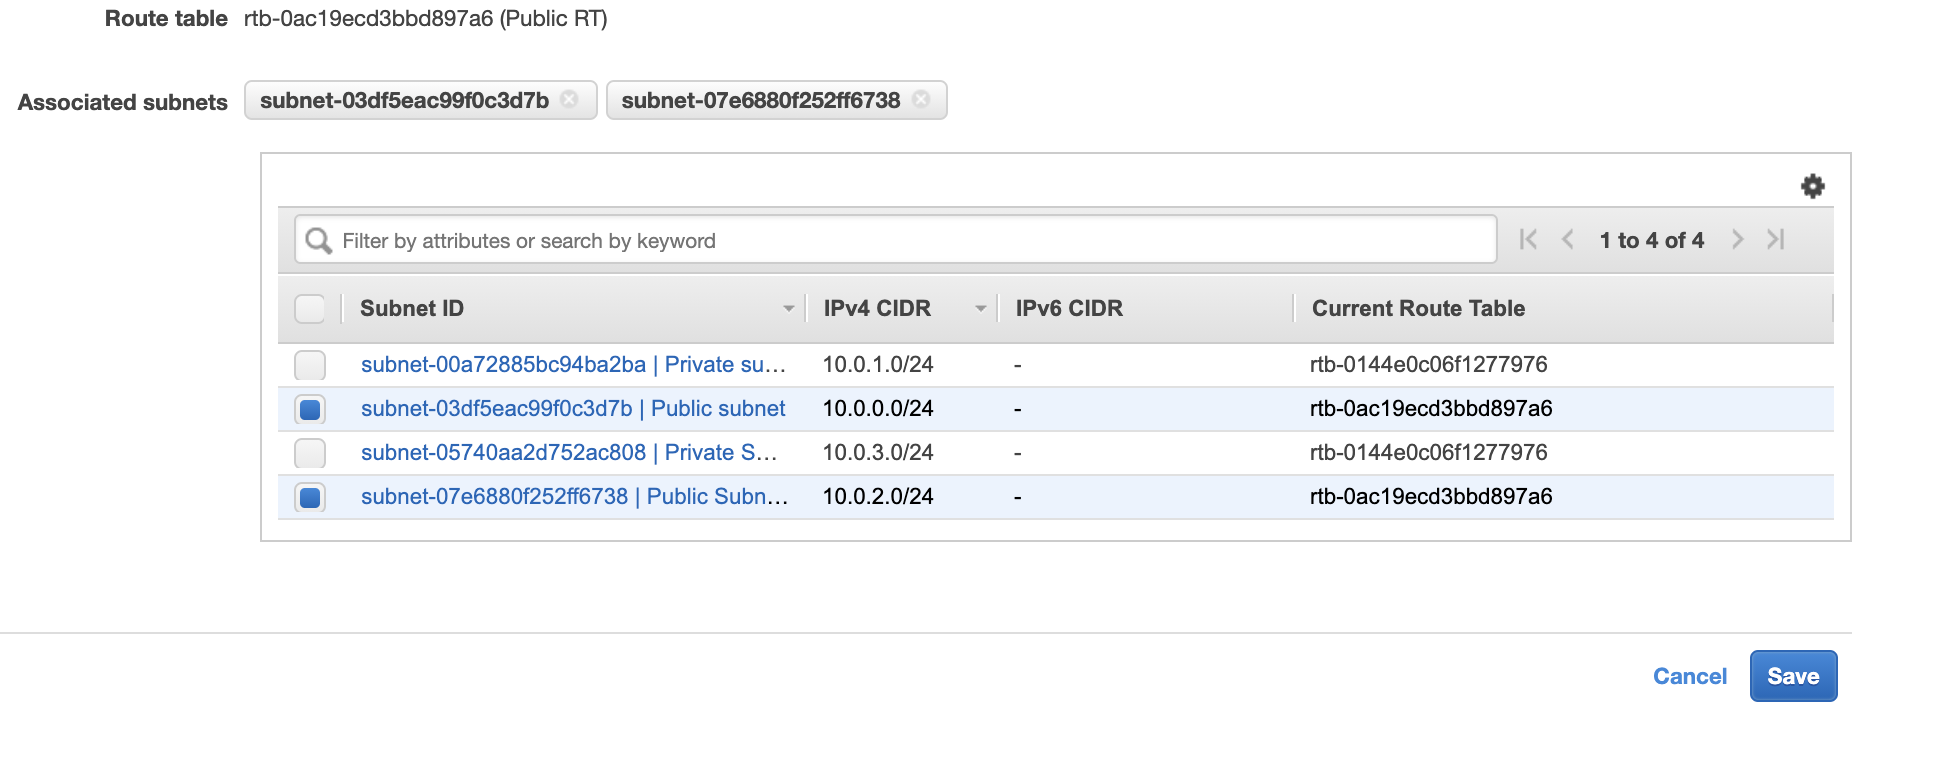 Route table rtb-0ac19ecd3bbd897a6 (Public RT)
Associated subnets subnet-03df5eac99f0c3d7b subnet-07e6880f252ff6738
Filter by attributes or search by keyword 1 to 4 of 4
Subnet ID IPv4 CIDR IPv6 CIDR Current Route Table
subnet-00a72885bc94ba2ba | Private su... 10.0.1.0/24 - rtb-0144e0c06f1277976
subnet-03df5eac99f0c3d7b | Public subnet 10.0.0.0/24 - rtb-0ac19ecd3bbd897a6
subnet-05740aa2d752ac808 | Private S... 10.0.3.0/24 - rtb-0144e0c06f1277976
subnet-07e6880f252ff6738 | Public Subn... 10.0.2.0/24 - rtb-0ac19ecd3bbd897a6
Cancel Save